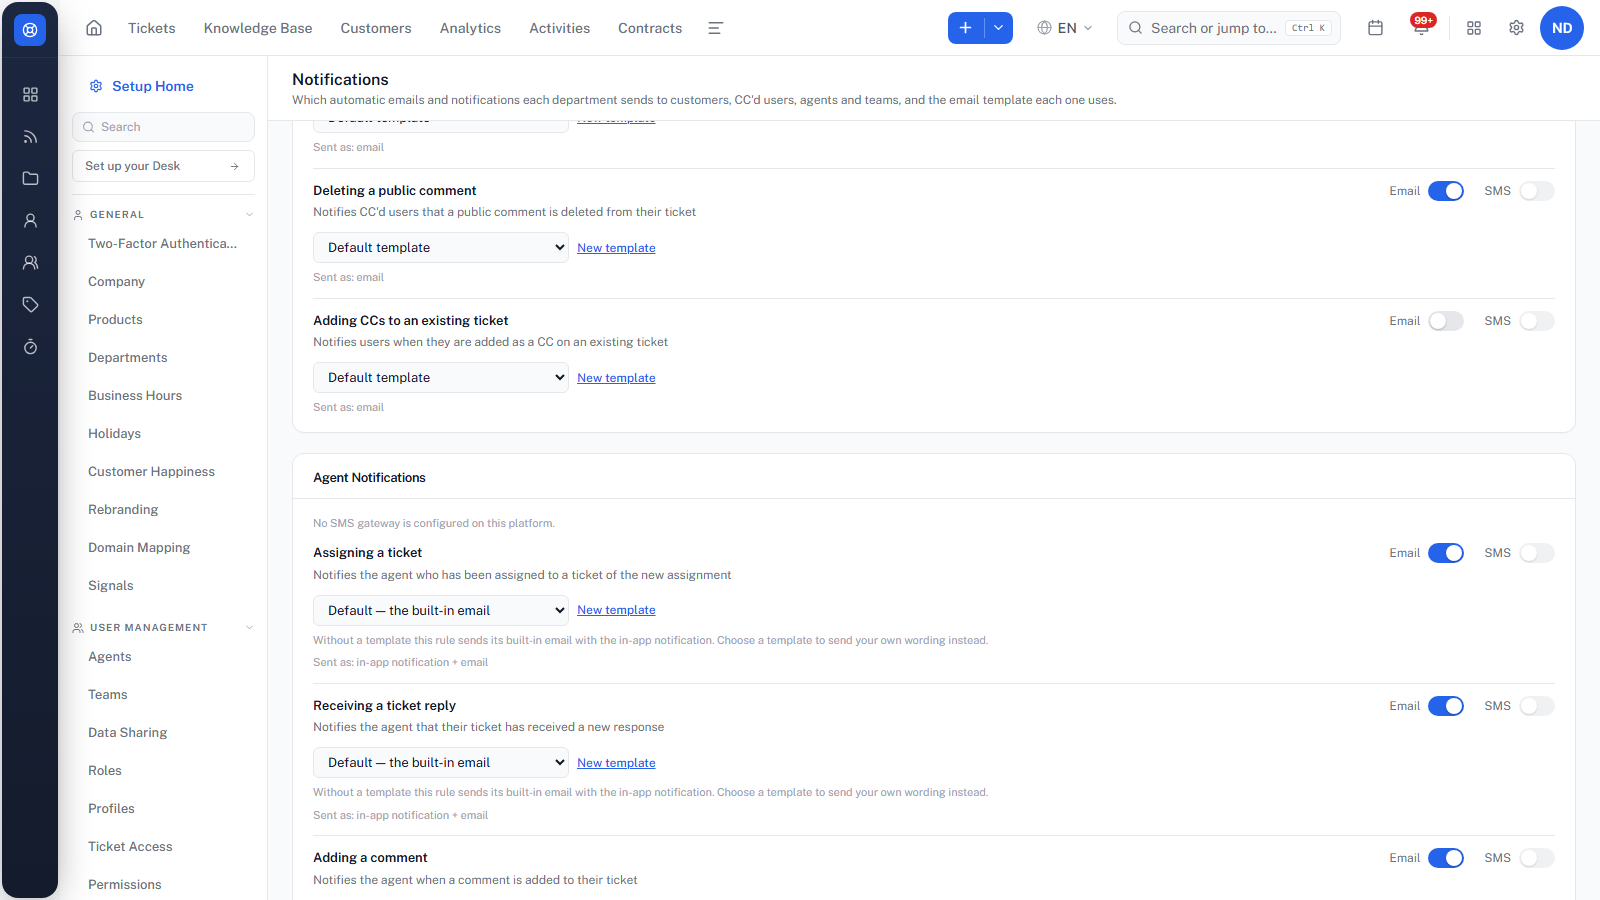 Tickets
Knowledge Base
Customers
Analytics
Activities
Contracts
EN
Search or jump to...
Ctrl K
99+
ND
Setup Home
Search
Set up your Desk
GENERAL
Two-Factor Authentica...
Company
Products
Departments
Business Hours
Holidays
Customer Happiness
Rebranding
Domain Mapping
Signals
USER MANAGEMENT
Agents
Teams
Data Sharing
Roles
Profiles
Ticket Access
Permissions
Notifications
Which automatic emails and notifications each department sends to customers, CC'd users, agents and teams, and the email template each one uses.
Sent as: email
Deleting a public comment
Email
SMS
Notifies CC'd users that a public comment is deleted from their ticket
Default template
New template
Sent as: email
Adding CCs to an existing ticket
Email
SMS
Notifies users when they are added as a CC on an existing ticket
Default template
New template
Sent as: email
Agent Notifications
No SMS gateway is configured on this platform.
Assigning a ticket
Email
SMS
Notifies the agent who has been assigned to a ticket of the new assignment
Default — the built-in email
New template
Without a template this rule sends its built-in email with the in-app notification. Choose a template to send your own wording instead.
Sent as: in-app notification + email
Receiving a ticket reply
Email
SMS
Notifies the agent that their ticket has received a new response
Default — the built-in email
New template
Without a template this rule sends its built-in email with the in-app notification. Choose a template to send your own wording instead.
Sent as: in-app notification + email
Adding a comment
Email
SMS
Notifies the agent when a comment is added to their ticket